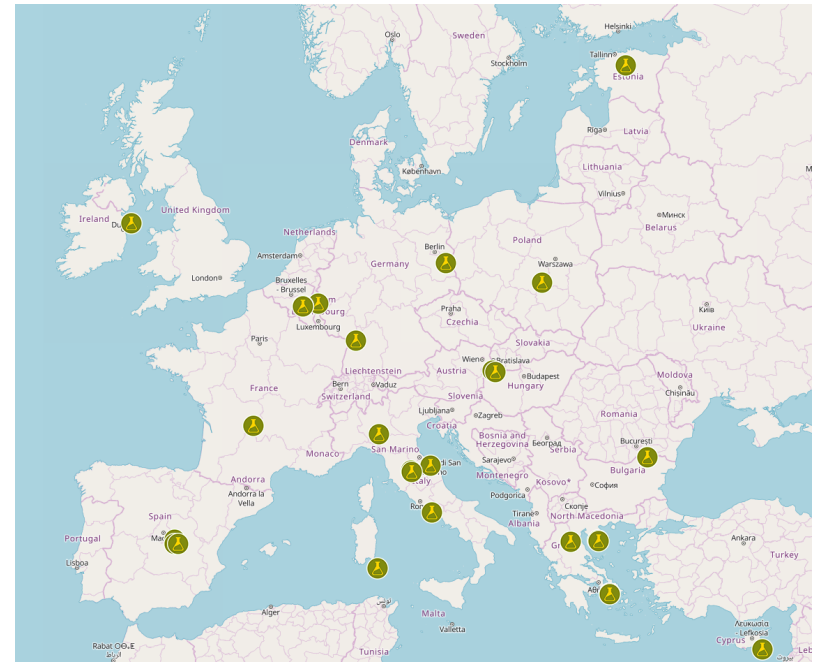 Helsinki
Oslo
Sweden
Tallinn
Stockholm
Estonia
Riga
Latvia
Denmark
Lithuania
København
Vilnius
Минск
Ireland
United Kingdom
Belarus
Netherlands
Poland
Berlin
Amsterdam
Germany
Warszawa
London
Bruxelles
- Brussel
Київ
Luxembourg
Praha
Czechia
Ukraine
Paris
Slovakia
Wien
Bratislava
Liechtenstein
Austria
Moldova
Bern
Vaduz
Budapest
Hungary
France
Switzerland
Chișinău
Slovenia
Ljubljana
Zagreb
Romania
Croatia
Bosnia and
Herzegovina
Београд
București
San Marino
Monaco
Serbia
Sarajevo
Bulgaria
Montenegro
Andorra
Kosovo*
София
Andorra la
Vella
Podgorica
Скопје
Spain
Tiranë
North Macedonia
Albania
Ankara
Portugal
Turkey
Lisboa
Alger
تونس
Malta
Λευκωσία
- Lefkosia
Valletta
Cyprus
Rabat ⵔⴱⴰⵟ
Tunisia